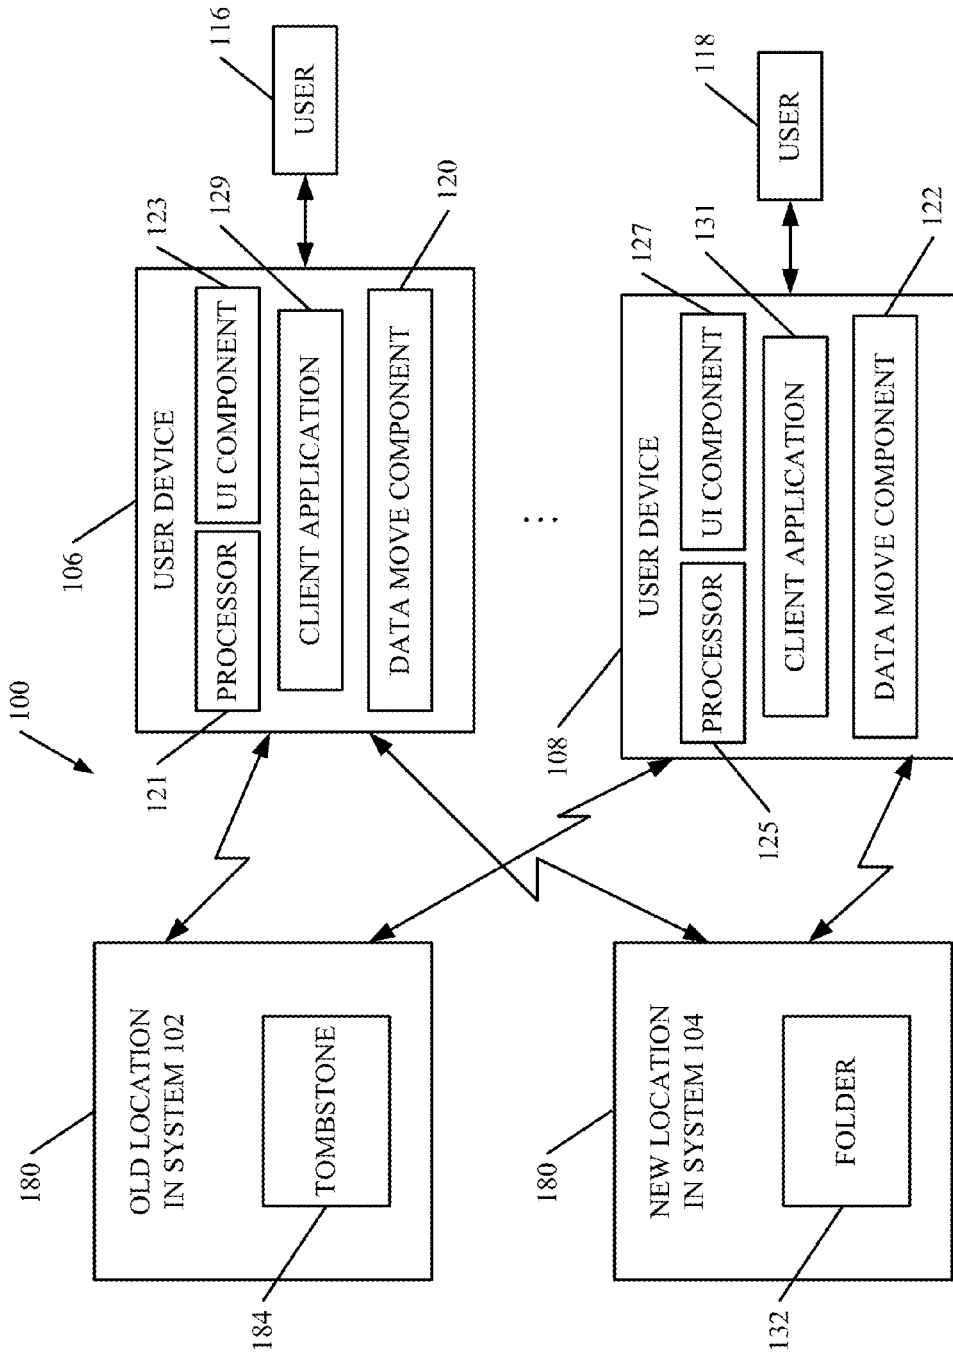 100
180
OLD LOCATION
IN SYSTEM 102
TOMBSTONE
184
106
USER DEVICE
PROCESSOR
121
UI COMPONENT
123
CLIENT APPLICATION
129
DATA MOVE COMPONENT
120
USER
116
...
180
NEW LOCATION
IN SYSTEM 104
FOLDER
132
108
USER DEVICE
PROCESSOR
125
UI COMPONENT
127
CLIENT APPLICATION
131
DATA MOVE COMPONENT
122
USER
118